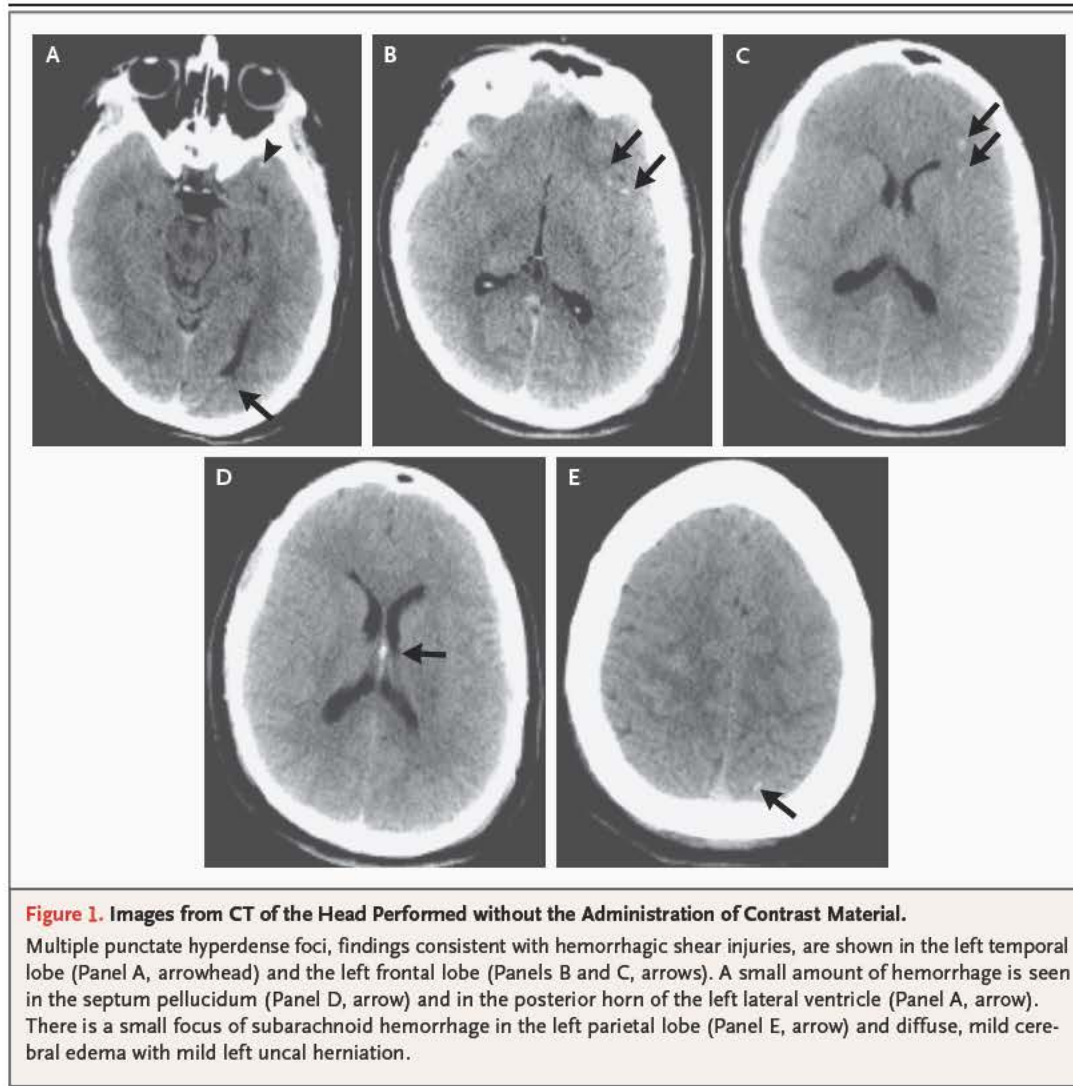 A
B
C
D
E
Figure 1. Images from CT of the Head Performed without the Administration of Contrast Material.
Multiple punctate hyperdense foci, findings consistent with hemorrhagic shear injuries, are shown in the left temporal
lobe (Panel A, arrowhead) and the left frontal lobe (Panels B and C, arrows). A small amount of hemorrhage is seen
in the septum pellucidum (Panel D, arrow) and in the posterior horn of the left lateral ventricle (Panel A, arrow).
There is a small focus of subarachnoid hemorrhage in the left parietal lobe (Panel E, arrow) and diffuse, mild cere-
bral edema with mild left uncal herniation.